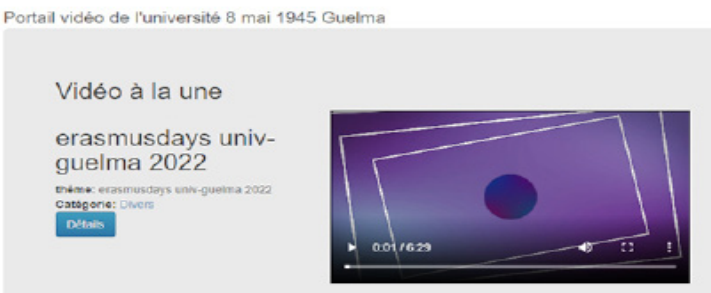 Portail vidéo de l'université 8 mai 1945 Guelma
Vidéo à la une
erasmusdays univ-
guelma 2022
thème: erasmusdays univ-guelma 2022
Catégorie: Divers
Détails
0:01 / 6:29